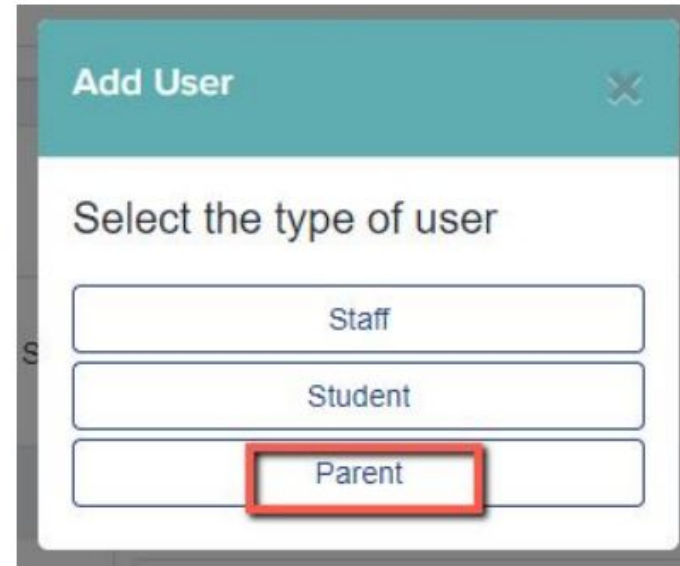 Add User
Select the type of user
Staff
S
Student
Parent